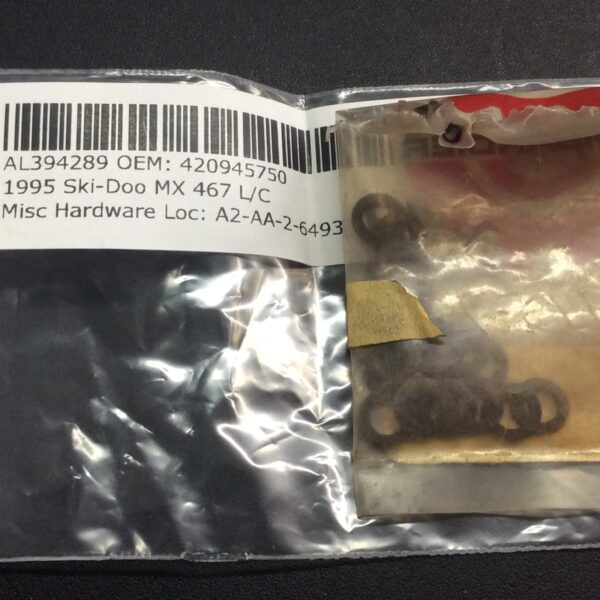 AL394289 OEM: 420945750
1995 Ski-Doo MX 467 L/C
Misc Hardware Loc: A2-AA-2-6493